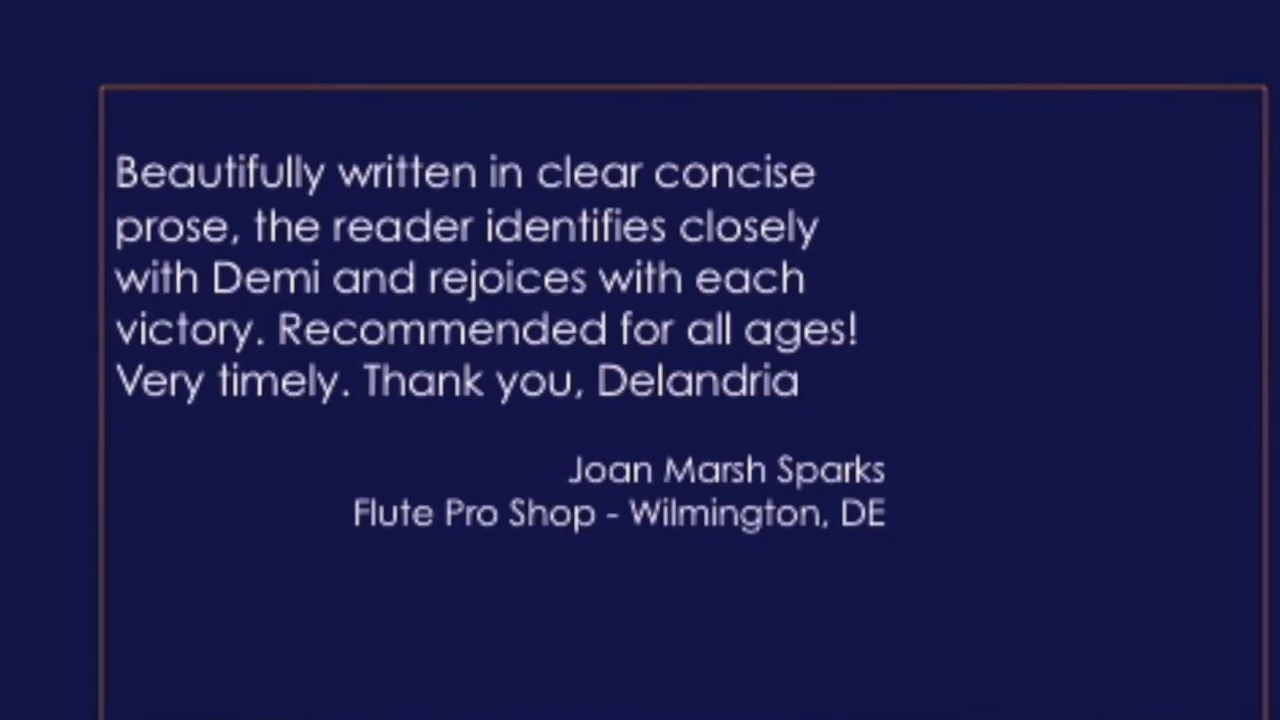 Beautifully written in clear concise
prose, the reader identifies closely
with Demi and rejoices with each
victory. Recommended for all ages!
Very timely. Thank you, Delandria
Joan Marsh Sparks
Flute Pro Shop - Wilmington, DE